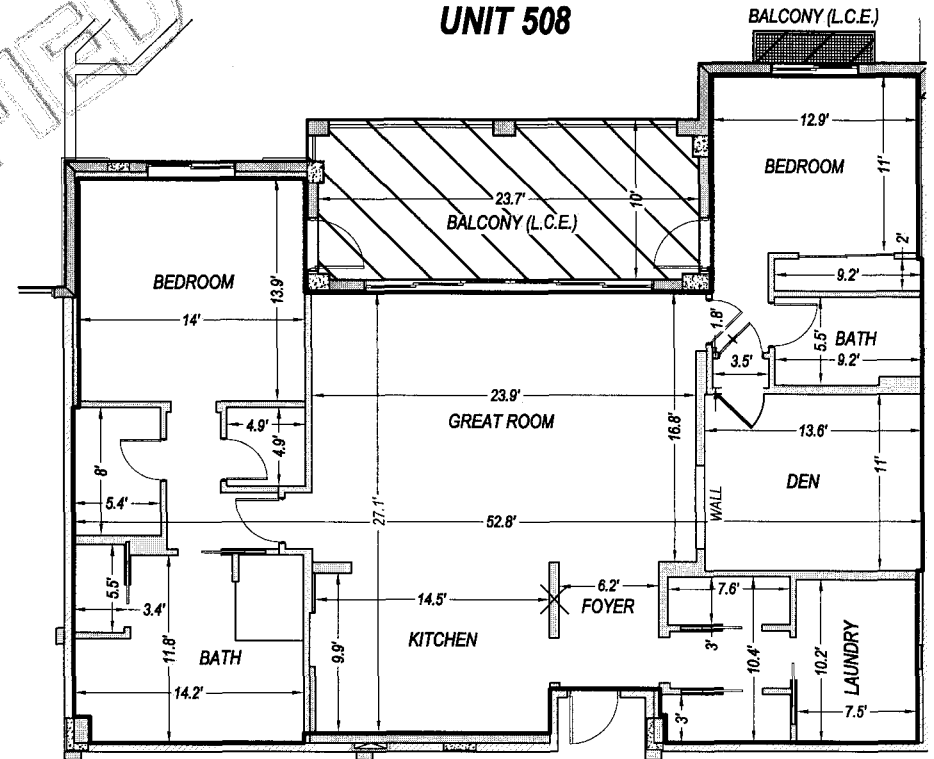 UNIT 508
BALCONY (L.C.E.)
12.9'
BEDROOM
11'
23.7'
10'
BALCONY (L.C.E.)
2'
9.2'
BEDROOM
13.9'
14'
1.8'
5.5'
BATH
9.2'
3.5'
23.9'
GREAT ROOM
16.8'
4.9'
4.9'
13.6'
DEN
11'
8'
5.4'
27.1'
52.8'
WALL
5.5'
3.4'
11.8'
BATH
14.2'
14.5'
KITCHEN
9.9'
6.2'
FOYER
7.6'
3'
10.4'
10.2'
LAUNDRY
3'
7.5'